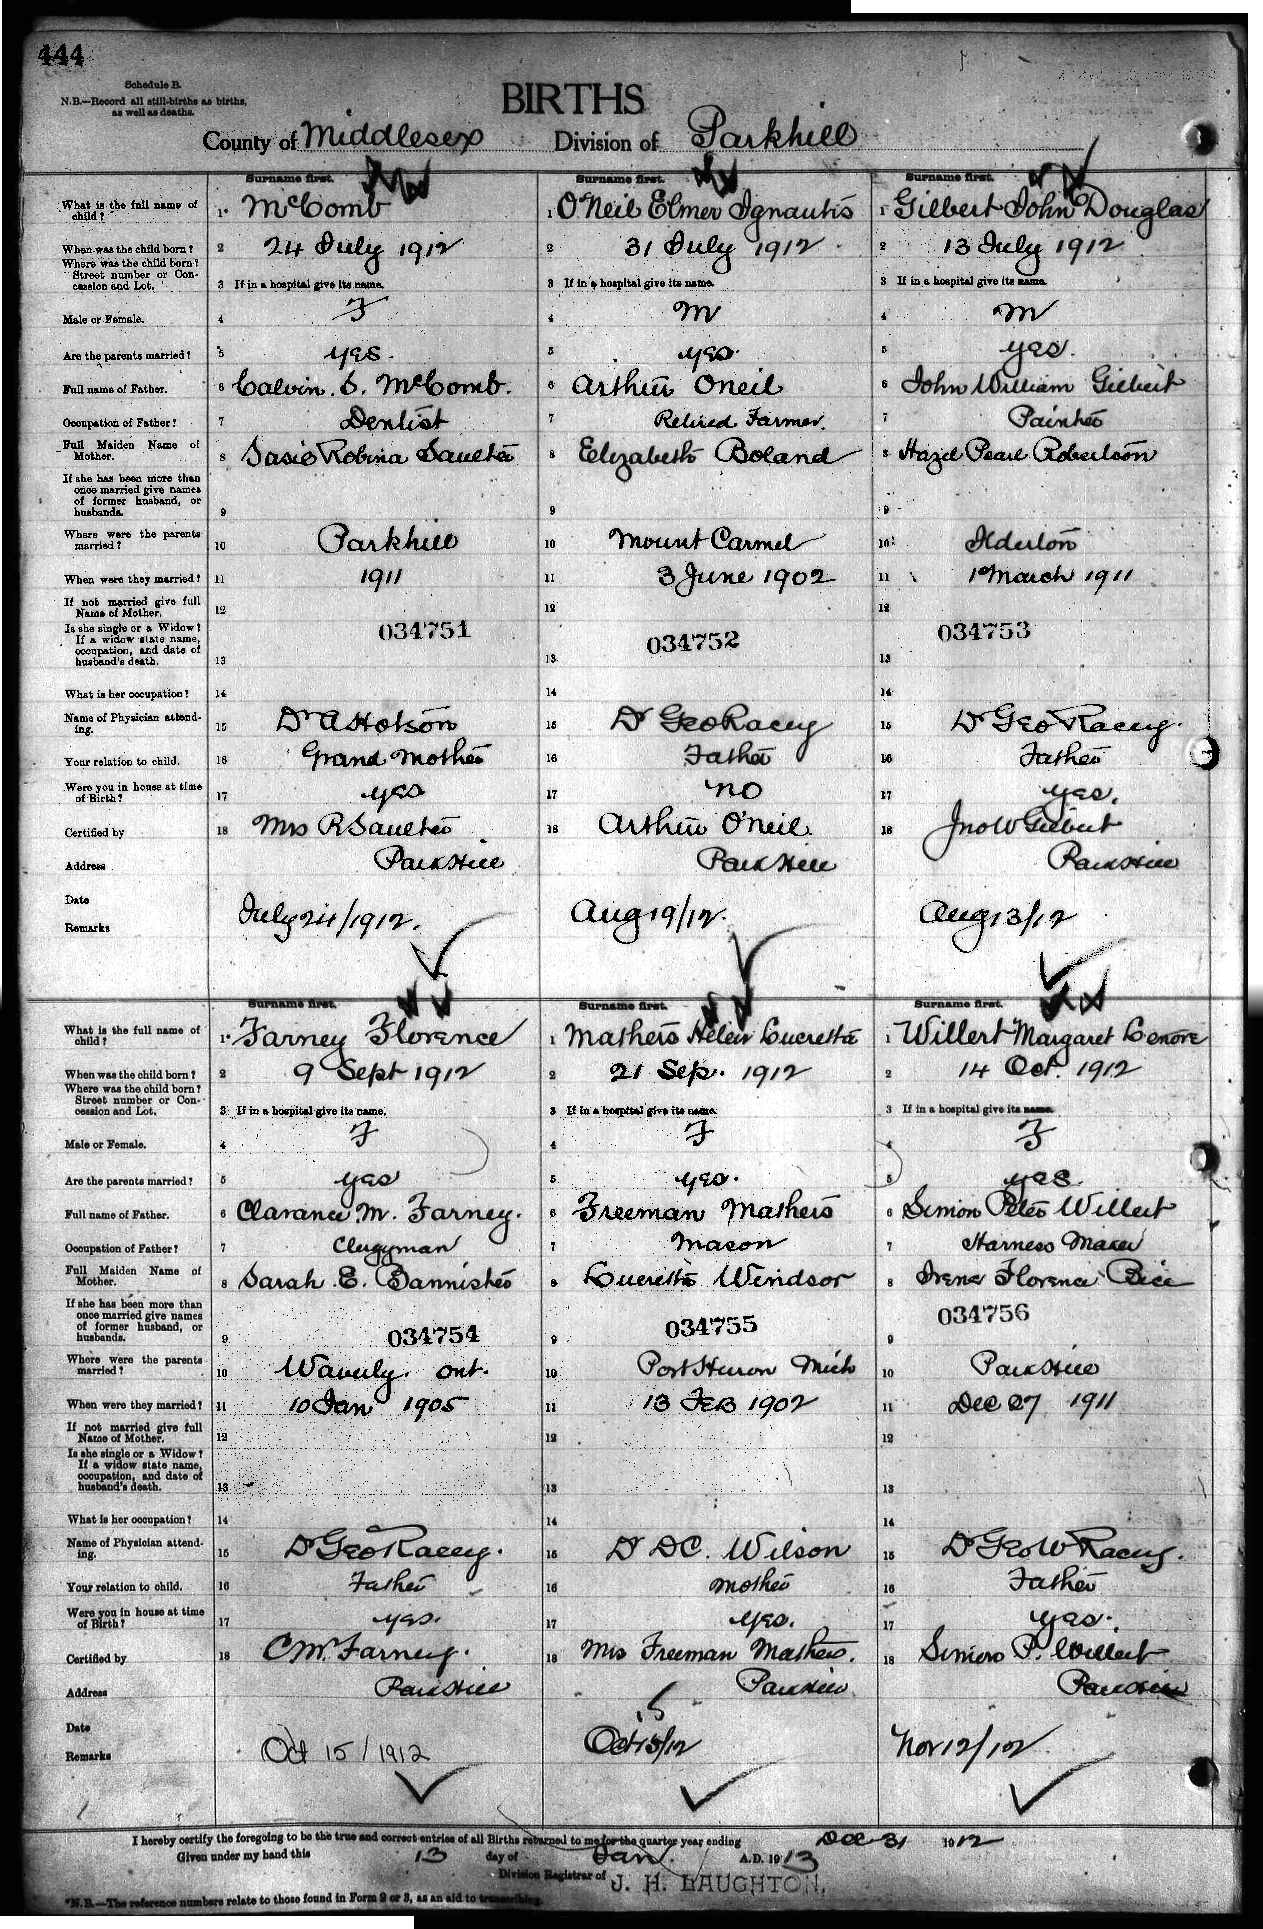 444
Schedule B.
N.B.—Record all still-births as births,
as well as deaths.
BIRTHS
County of Middlesex Division of Parkhill
Surname first. Surname first. Surname first.
What is the full name of child? 1 McComb 1 O'Neil Elmer Ignautis 1 Gilbert John Douglas
When was the child born? 2 24 July 1912 2 31 July 1912 2 13 July 1912
Where was the child born? Street number or Concession and Lot. 3 If in a hospital give its name. 3 If in a hospital give its name. 3 If in a hospital give its name.
Male or Female. 4 F 4 M 4 M
Are the parents married? 5 yes. 5 yes. 5 yes.
Full name of Father. 6 Calvin. S. McComb. 6 Arthur Oneil 6 John William Gilbert
Occupation of Father? 7 Dentist 7 Retired Farmer. 7 Painter
Full Maiden Name of Mother. 8 Robina Saulter 8 Elizabeth Boland 8 Hazel Pearl Robertson
If she has been more than once married give names of former husband, or husbands. 9 9 9
Where were the parents married? 10 Parkhill 10 Mount Carmel 10 Ilderton
When were they married? 11 1911 11 3 June 1902 11 1 March 1911
If not married give full Name of Mother. 12 12 12
Is she single or a Widow? If a widow state name, occupation, and date of husband's death. 13 034751 13 034752 13 034753
What is her occupation? 14 14 14
Name of Physician attending. 15 Dr A Hotson 15 Dr Geo Racey 15 Dr Geo Racey.
Your relation to child. 16 Grand Mother 16 Father 16 Father
Were you in house at time of Birth? 17 yes 17 no 17 yes.
Certified by 18 Mrs R Saulter 18 Arthur O'Neil. 18 Jno W Gilbert
Address ParkHill ParkHill ParkHill
Date
Remarks July 24/1912. Aug 19/12. Aug 13/12
Surname first. Surname first. Surname first.
What is the full name of child? 1 Farney Florence 1 Mathers Helen Lucretia 1 Willert Margaret Lenore
When was the child born? 2 9 Sept 1912 2 21 Sep. 1912 2 14 Oct. 1912
Where was the child born? Street number or Concession and Lot. 3 If in a hospital give its name. 3 If in a hospital give its name. 3 If in a hospital give its name.
Male or Female. 4 F 4 F 4 F
Are the parents married? 5 yes 5 yes. 5 yes.
Full name of Father. 6 Clarance. M. Farney. 6 Freeman Mathers 6 Simon Peter Willert
Occupation of Father? 7 Clergyman 7 Mason 7 Harness Maker
Full Maiden Name of Mother. 8 Sarah. E. Bannister 8 Lucretia Windsor 8 Irene Florence Bice
If she has been more than once married give names of former husband, or husbands. 9 034754 9 034755 9 034756
Where were the parents married? 10 Waverly. Ont. 10 Port Huron Mich 10 ParkHill
When were they married? 11 10 Jan 1905 11 13 Feb 1902 11 Dec 27 1911
If not married give full Name of Mother. 12 12 12
Is she single or a Widow? If a widow state name, occupation, and date of husband's death. 13 13 13
What is her occupation? 14 14 14
Name of Physician attending. 15 Dr Geo Racey. 15 Dr D C. Wilson 15 Dr Geo W Racey.
Your relation to child. 16 Father 16 Mother 16 Father
Were you in house at time of Birth? 17 yes. 17 yes. 17 yes.
Certified by 18 C M. Farney. 18 Mrs Freeman Mathers. 18 Simon P. Willert
Address ParkHill ParkHill ParkHill
Date 15
Remarks Oct 15/1912 Oct 15/12 Nov 12/12
I hereby certify the foregoing to be the true and correct entries of all Births returned to me for the quarter year ending Dec 31 1912
Given under my hand this 13 day of Jan. A.D. 1913
Division Registrar of J. H. LAUGHTON,
*N.B.—The reference numbers relate to those found in Form 2 or 3, as an aid to transcribing.